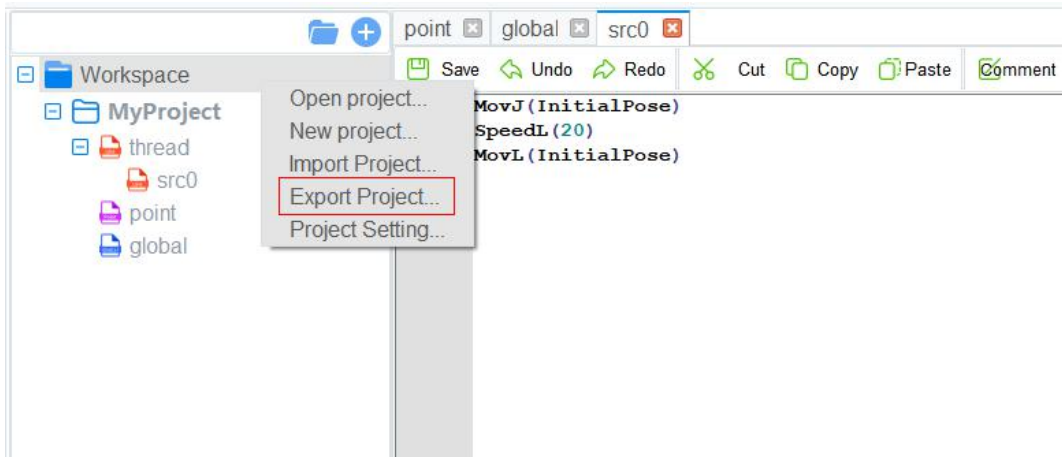 point global src0
Save Undo Redo Cut Copy Paste Comment
Workspace
MyProject
thread
src0
point
global
Open project...
New project...
Import Project...
Export Project...
Project Setting...
MovJ(InitialPose)
SpeedL(20)
MovL(InitialPose)